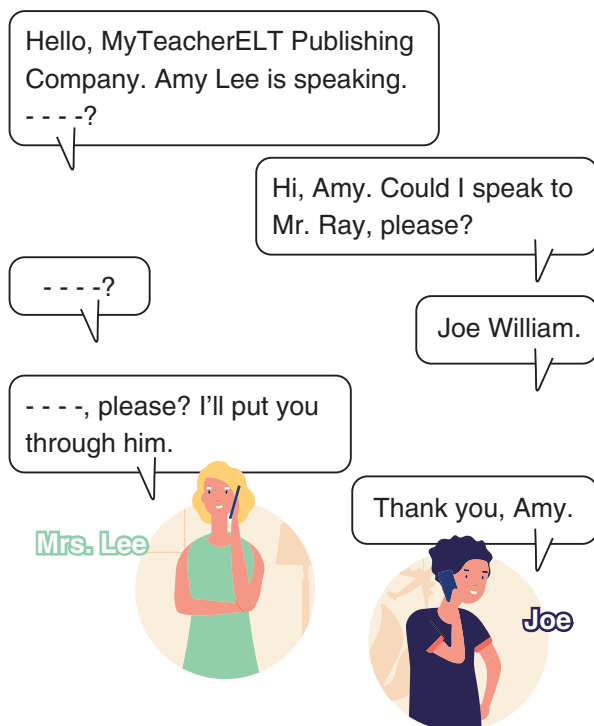 Hello, MyTeacherELT Publishing
Company. Amy Lee is speaking.
- - - -?
Hi, Amy. Could I speak to
Mr. Ray, please?
- - - -?
Joe William.
- - - -, please? I’ll put you
through him.
Thank you, Amy.
Mrs. Lee
Joe